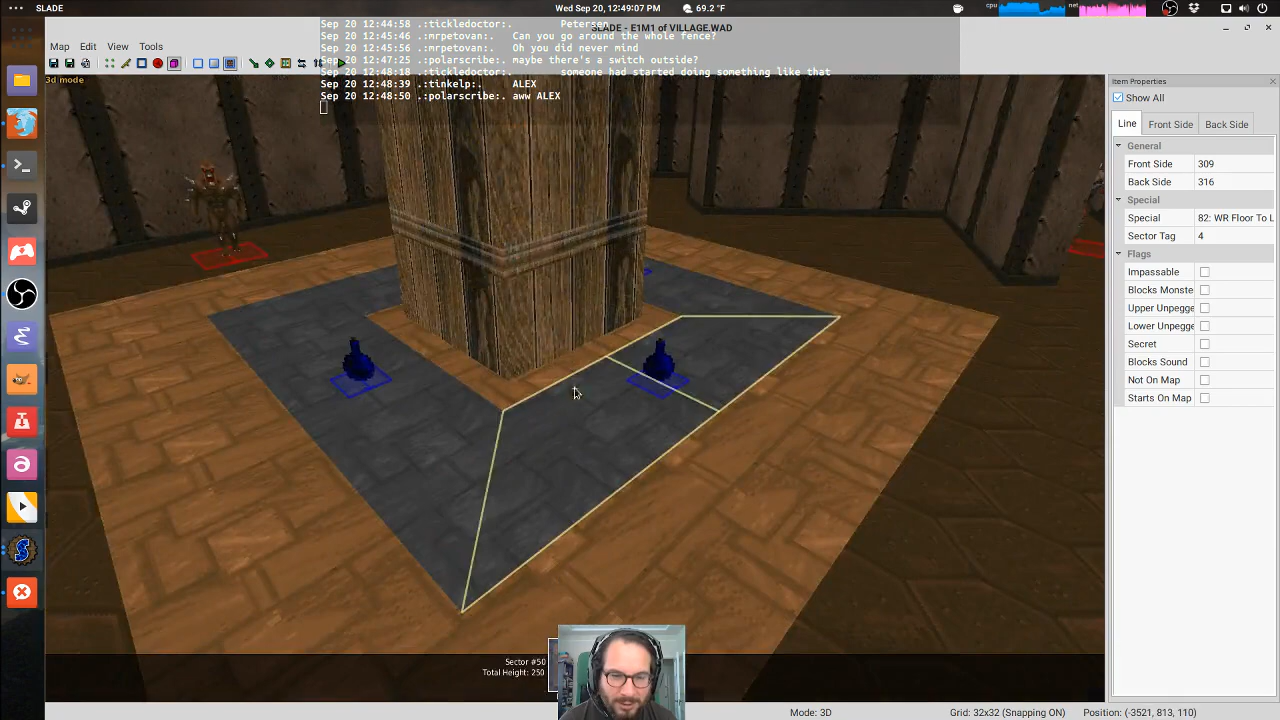 SLADE
Wed Sep 20, 12:49:07 PM
69.2 °F
cpu
net
SLADE - E1M1 of VILLAGE.WAD
Map Edit View Tools
3d mode
Sep 20 12:44:58 .:tickledoctor:. Petersen
Sep 20 12:45:46 .:mrpetovan:. Can you go around the whole fence?
Sep 20 12:45:56 .:mrpetovan:. Oh you did never mind
Sep 20 12:47:25 .:polarscribe:. maybe there's a switch outside?
Sep 20 12:48:18 .:tickledoctor:. someone had started doing something like that
Sep 20 12:48:39 .:tinkelp:. ALEX
Sep 20 12:48:50 .:polarscribe:. aww ALEX
Item Properties
Show All
Line Front Side Back Side
General
Front Side 309
Back Side 316
Special
Special 82: WR Floor To L
Sector Tag 4
Flags
Impassable
Blocks Monste
Upper Unpegge
Lower Unpegge
Secret
Blocks Sound
Not On Map
Starts On Map
Sector #50
Total Height: 250
Mode: 3D
Grid: 32x32 (Snapping ON)
Position: (-3521, 813, 110)